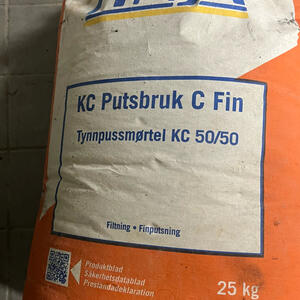 KC Putsbruk C Fin
Tynnpussmørtel KC 50/50
Filtning • Finputsning
Produktblad
Säkerhetsdatablad
Prestandadeklaration
25 kg